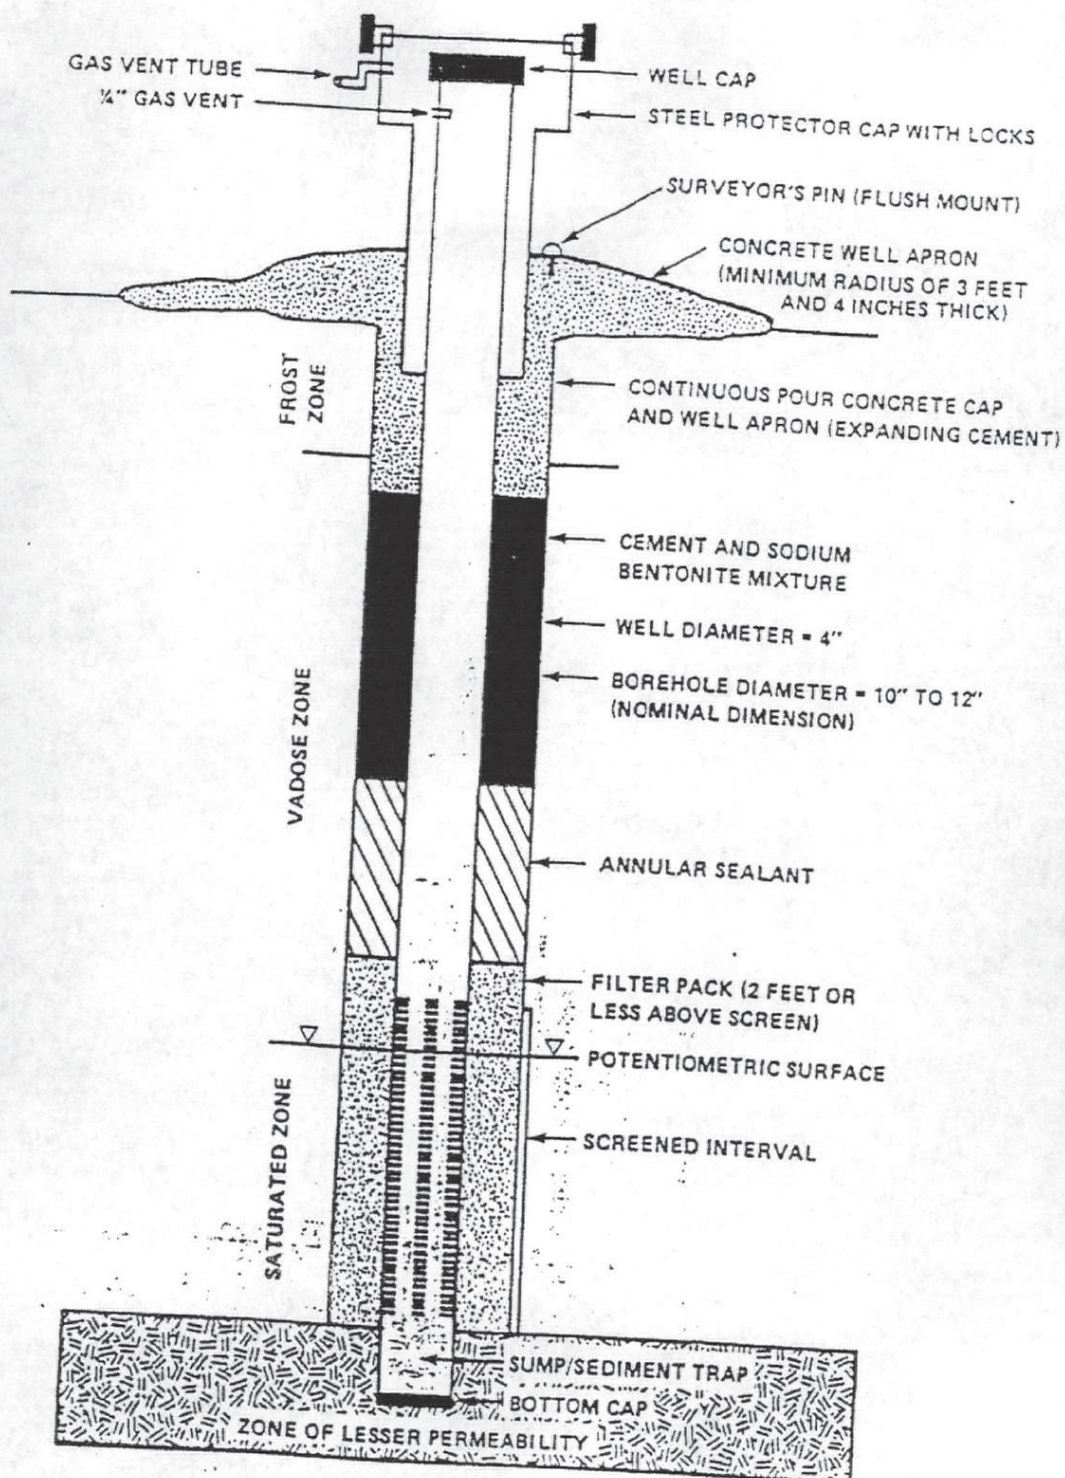 GAS VENT TUBE
¼" GAS VENT
WELL CAP
STEEL PROTECTOR CAP WITH LOCKS
SURVEYOR'S PIN (FLUSH MOUNT)
CONCRETE WELL APRON
(MINIMUM RADIUS OF 3 FEET
AND 4 INCHES THICK)
FROST
ZONE
CONTINUOUS POUR CONCRETE CAP
AND WELL APRON (EXPANDING CEMENT)
CEMENT AND SODIUM
BENTONITE MIXTURE
WELL DIAMETER = 4"
BOREHOLE DIAMETER = 10" TO 12"
(NOMINAL DIMENSION)
VADOSE ZONE
ANNULAR SEALANT
FILTER PACK (2 FEET OR
LESS ABOVE SCREEN)
POTENTIOMETRIC SURFACE
SCREENED INTERVAL
SATURATED ZONE
SUMP/SEDIMENT TRAP
BOTTOM CAP
ZONE OF LESSER PERMEABILITY